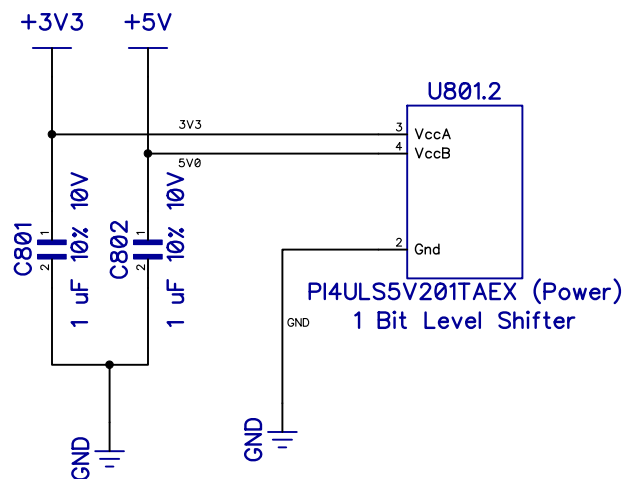 +3V3
+5V
U801.2
3V3
3
VccA
4
VccB
5V0
C801
1
2
1 uF 10% 10V
C802
1
2
1 uF 10% 10V
2
Gnd
PI4ULS5V201TAEX (Power)
1 Bit Level Shifter
GND
GND
GND